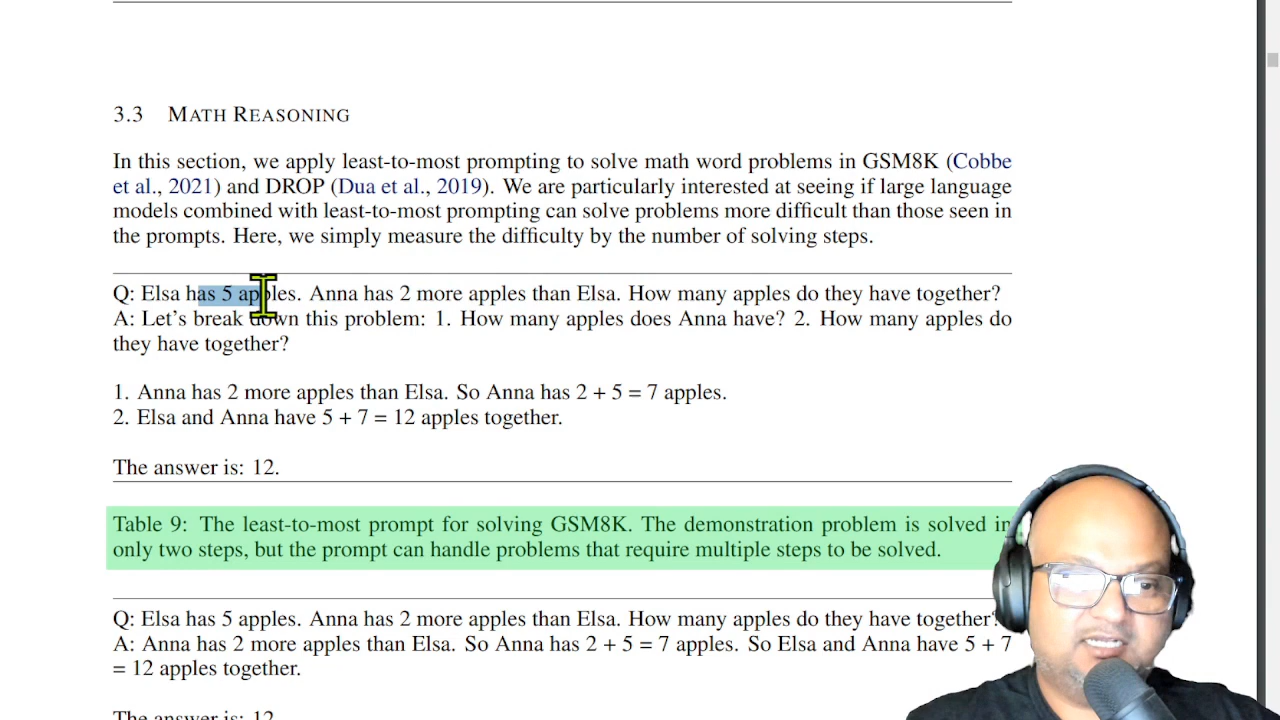 3.3 MATH REASONING
In this section, we apply least-to-most prompting to solve math word problems in GSM8K (Cobbe
et al., 2021) and DROP (Dua et al., 2019). We are particularly interested at seeing if large language
models combined with least-to-most prompting can solve problems more difficult than those seen in
the prompts. Here, we simply measure the difficulty by the number of solving steps.
Q: Elsa has 5 apples. Anna has 2 more apples than Elsa. How many apples do they have together?
A: Let's break down this problem: 1. How many apples does Anna have? 2. How many apples do
they have together?
1. Anna has 2 more apples than Elsa. So Anna has 2 + 5 = 7 apples.
2. Elsa and Anna have 5 + 7 = 12 apples together.
The answer is: 12.
Table 9: The least-to-most prompt for solving GSM8K. The demonstration problem is solved in
only two steps, but the prompt can handle problems that require multiple steps to be solved.
Q: Elsa has 5 apples. Anna has 2 more apples than Elsa. How many apples do they have together?
A: Anna has 2 more apples than Elsa. So Anna has 2 + 5 = 7 apples. So Elsa and Anna have 5 + 7
= 12 apples together.
The answer is: 12.